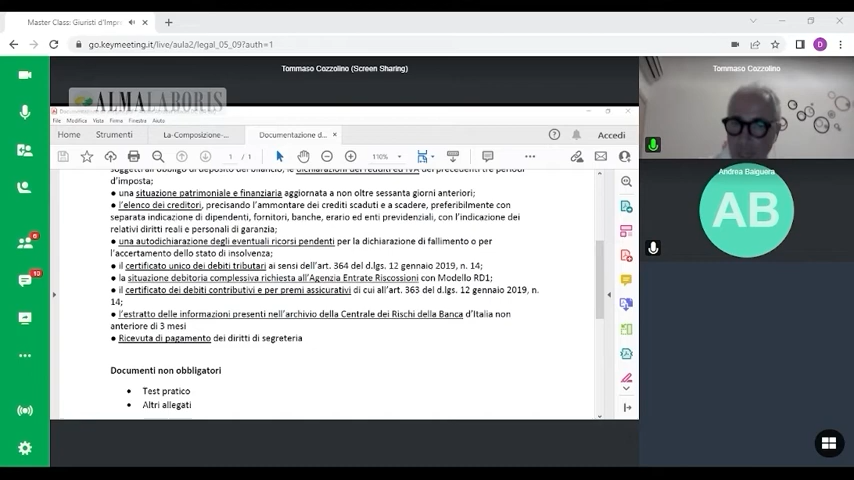 Master Class: Giuristi d'Impr
go.keymeeting.it/live/aula2/legal_05_09?auth=1
Tommaso Cozzolino (Screen Sharing)
Tommaso Cozzolino
ALMALABORIS
File Modifica Vista Firma Finestra Aiuto
Home Strumenti La-Composizione-... Documentazione d... × Accedi
1 / 1 110%
soggetti all'obbligo di deposito del bilancio, le dichiarazioni dei redditi ed IVA dei precedenti tre periodi
d'imposta;
● una situazione patrimoniale e finanziaria aggiornata a non oltre sessanta giorni anteriori;
● l'elenco dei creditori, precisando l'ammontare dei crediti scaduti e a scadere, preferibilmente con
separata indicazione di dipendenti, fornitori, banche, erario ed enti previdenziali, con l'indicazione dei
relativi diritti reali e personali di garanzia;
● una autodichiarazione degli eventuali ricorsi pendenti per la dichiarazione di fallimento o per
l'accertamento dello stato di insolvenza;
● il certificato unico dei debiti tributari ai sensi dell'art. 364 del d.lgs. 12 gennaio 2019, n. 14;
● la situazione debitoria complessiva richiesta all'Agenzia Entrate Riscossioni con Modello RD1;
● il certificato dei debiti contributivi e per premi assicurativi di cui all'art. 363 del d.lgs. 12 gennaio 2019, n.
14;
● l'estratto delle informazioni presenti nell'archivio della Centrale dei Rischi della Banca d'Italia non
anteriore di 3 mesi
● Ricevuta di pagamento dei diritti di segreteria
Documenti non obbligatori
• Test pratico
• Altri allegati
Andrea Baiguera
AB
10